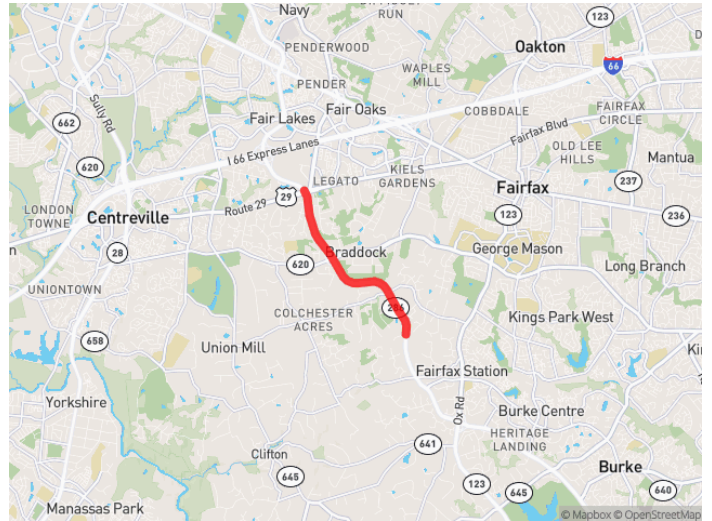 Navy
DIFFICULT
RUN
123
PENDERWOOD
Oakton
66
Sully Rd
PENDER
WAPLES
MILL
662
Fair Lakes
Fair Oaks
COBBDALE
FAIRFAX
CIRCLE
620
I 66 Express Lanes
Fairfax Blvd
OLD LEE
HILLS
Mantua
LEGATO
KIELS
GARDENS
237
LONDON
TOWNE
Centreville
Route 29
29
Fairfax
123
236
28
620
Braddock
George Mason
Long Branch
UNIONTOWN
COLCHESTER
ACRES
286
Kings Park West
658
Union Mill
Fairfax Station
Yorkshire
Ox Rd
Burke Centre
Clifton
641
HERITAGE
LANDING
645
123
645
Burke
640
Manassas Park
© Mapbox © OpenStreetMap